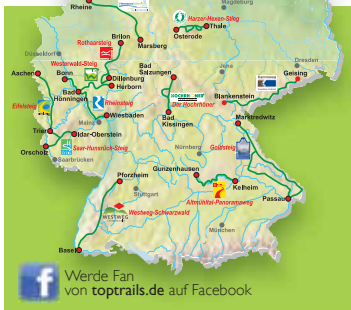 Magdeburg
Rheine
Harzer-Hexen-Stieg
Thale
Osterode
Brilon
Rothaarsteig
Marsberg
Düsseldorf
Westerwald-Steig
Bad
Salzungen
Jena
Dresden
Aachen
Bonn
Dillenburg
Geising
Herborn
Bad
Hönningen
HOCHRHÖNER
Blankenstein
Der Hochrhöner
Eifelsteig
Rheinsteig
Wiesbaden
Bad
Kissingen
Marktredwitz
Mainz
Trier
Idar-Oberstein
Saar-Hunsrück-Steig
Orscholz
Nürnberg
Goldsteig
Saarbrücken
Gunzenhausen
Pforzheim
Kelheim
Stuttgart
Passau
Altmühltal-Panoramaweg
Westweg-Schwarzwald
WESTWEG
München
Basel
Werde Fan
von toptrails.de auf Facebook